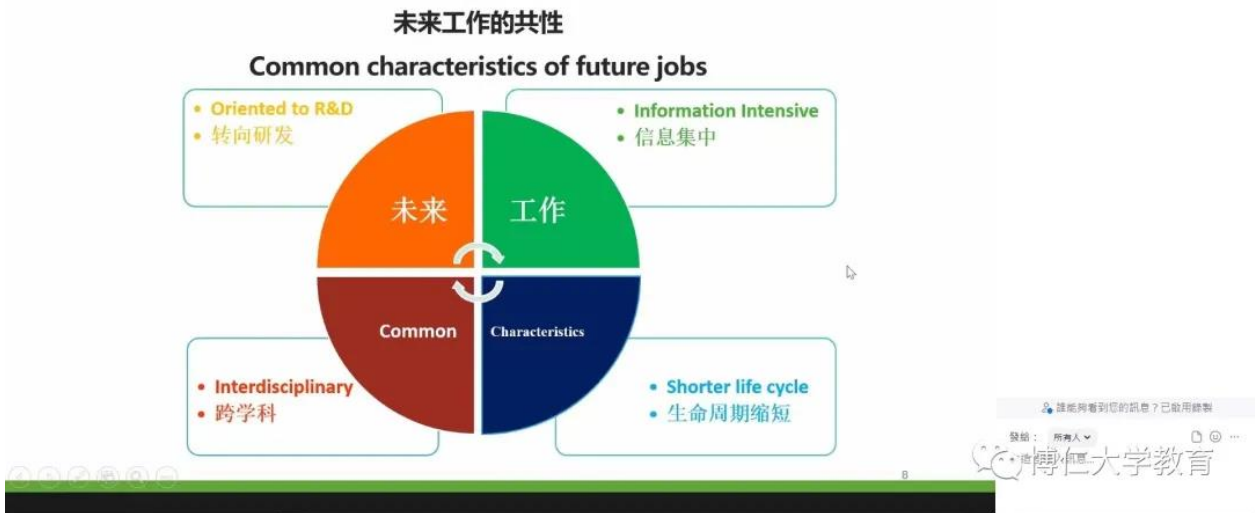 未来工作的共性
Common characteristics of future jobs
• Oriented to R&D
• 转向研发
• Information Intensive
• 信息集中
未来
工作
Common
Characteristics
• Interdisciplinary
• 跨学科
• Shorter life cycle
• 生命周期缩短
8
誰能夠看到您的訊息？已啟用錄製
發給： 所有人
博仁大学教育